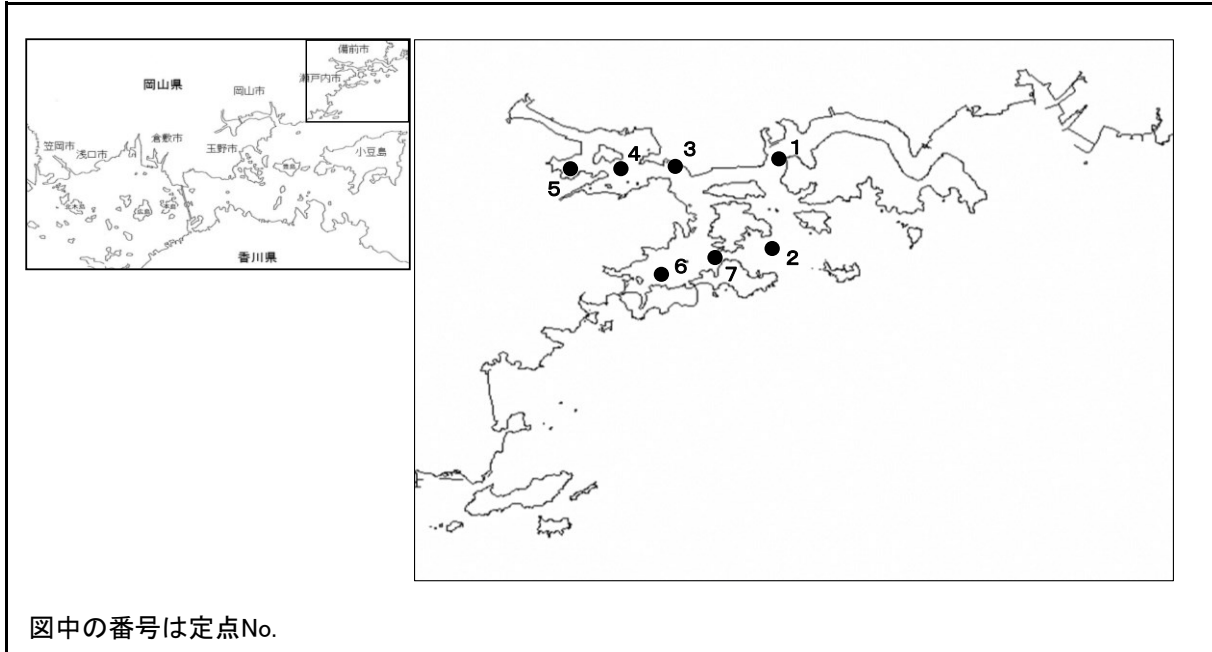 備前市
瀬戸内市
岡山県
岡山市
倉敷市
玉野市
笠岡市
浅口市
小豆島
香川県
1
2
3
4
5
6
7
図中の番号は定点No.